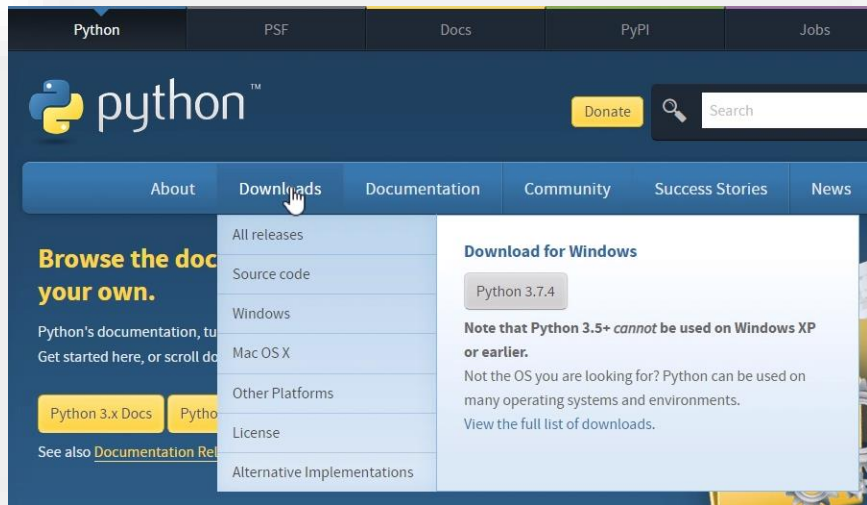 Python
PSF
Docs
PyPI
Jobs
python™
Donate
Search
About
Downloads
Documentation
Community
Success Stories
News
All releases
Source code
Windows
Mac OS X
Other Platforms
License
Alternative Implementations
Download for Windows
Python 3.7.4
Note that Python 3.5+ cannot be used on Windows XP
or earlier.
Not the OS you are looking for? Python can be used on
many operating systems and environments.
View the full list of downloads.
Browse the doc
your own.
Python's documentation, tu
Get started here, or scroll do
Python 3.x Docs
Pytho
See also Documentation Rel